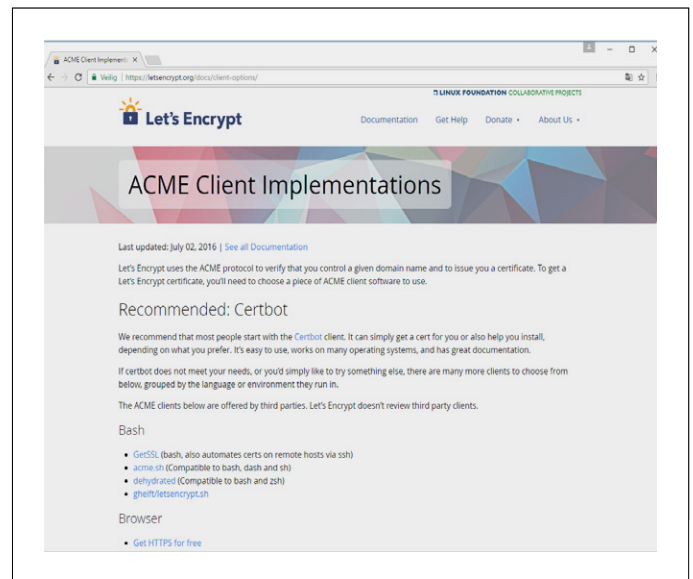 ACME Client Implement
Veilig | https://letsencrypt.org/docs/client-options/
LINUX FOUNDATION COLLABORATIVE PROJECTS
Let's Encrypt
Documentation Get Help Donate About Us
ACME Client Implementations
Last updated: July 02, 2016 | See all Documentation
Let's Encrypt uses the ACME protocol to verify that you control a given domain name and to issue you a certificate. To get a
Let's Encrypt certificate, you'll need to choose a piece of ACME client software to use.
Recommended: Certbot
We recommend that most people start with the Certbot client. It can simply get a cert for you or also help you install,
depending on what you prefer. It's easy to use, works on many operating systems, and has great documentation.
If certbot does not meet your needs, or you'd simply like to try something else, there are many more clients to choose from
below, grouped by the language or environment they run in.
The ACME clients below are offered by third parties. Let's Encrypt doesn't review third party clients.
Bash
• GetSSL (bash, also automates certs on remote hosts via ssh)
• acme.sh (Compatible to bash, dash and sh)
• dehydrated (Compatible to bash and zsh)
• gheift/letsencrypt.sh
Browser
• Get HTTPS for free